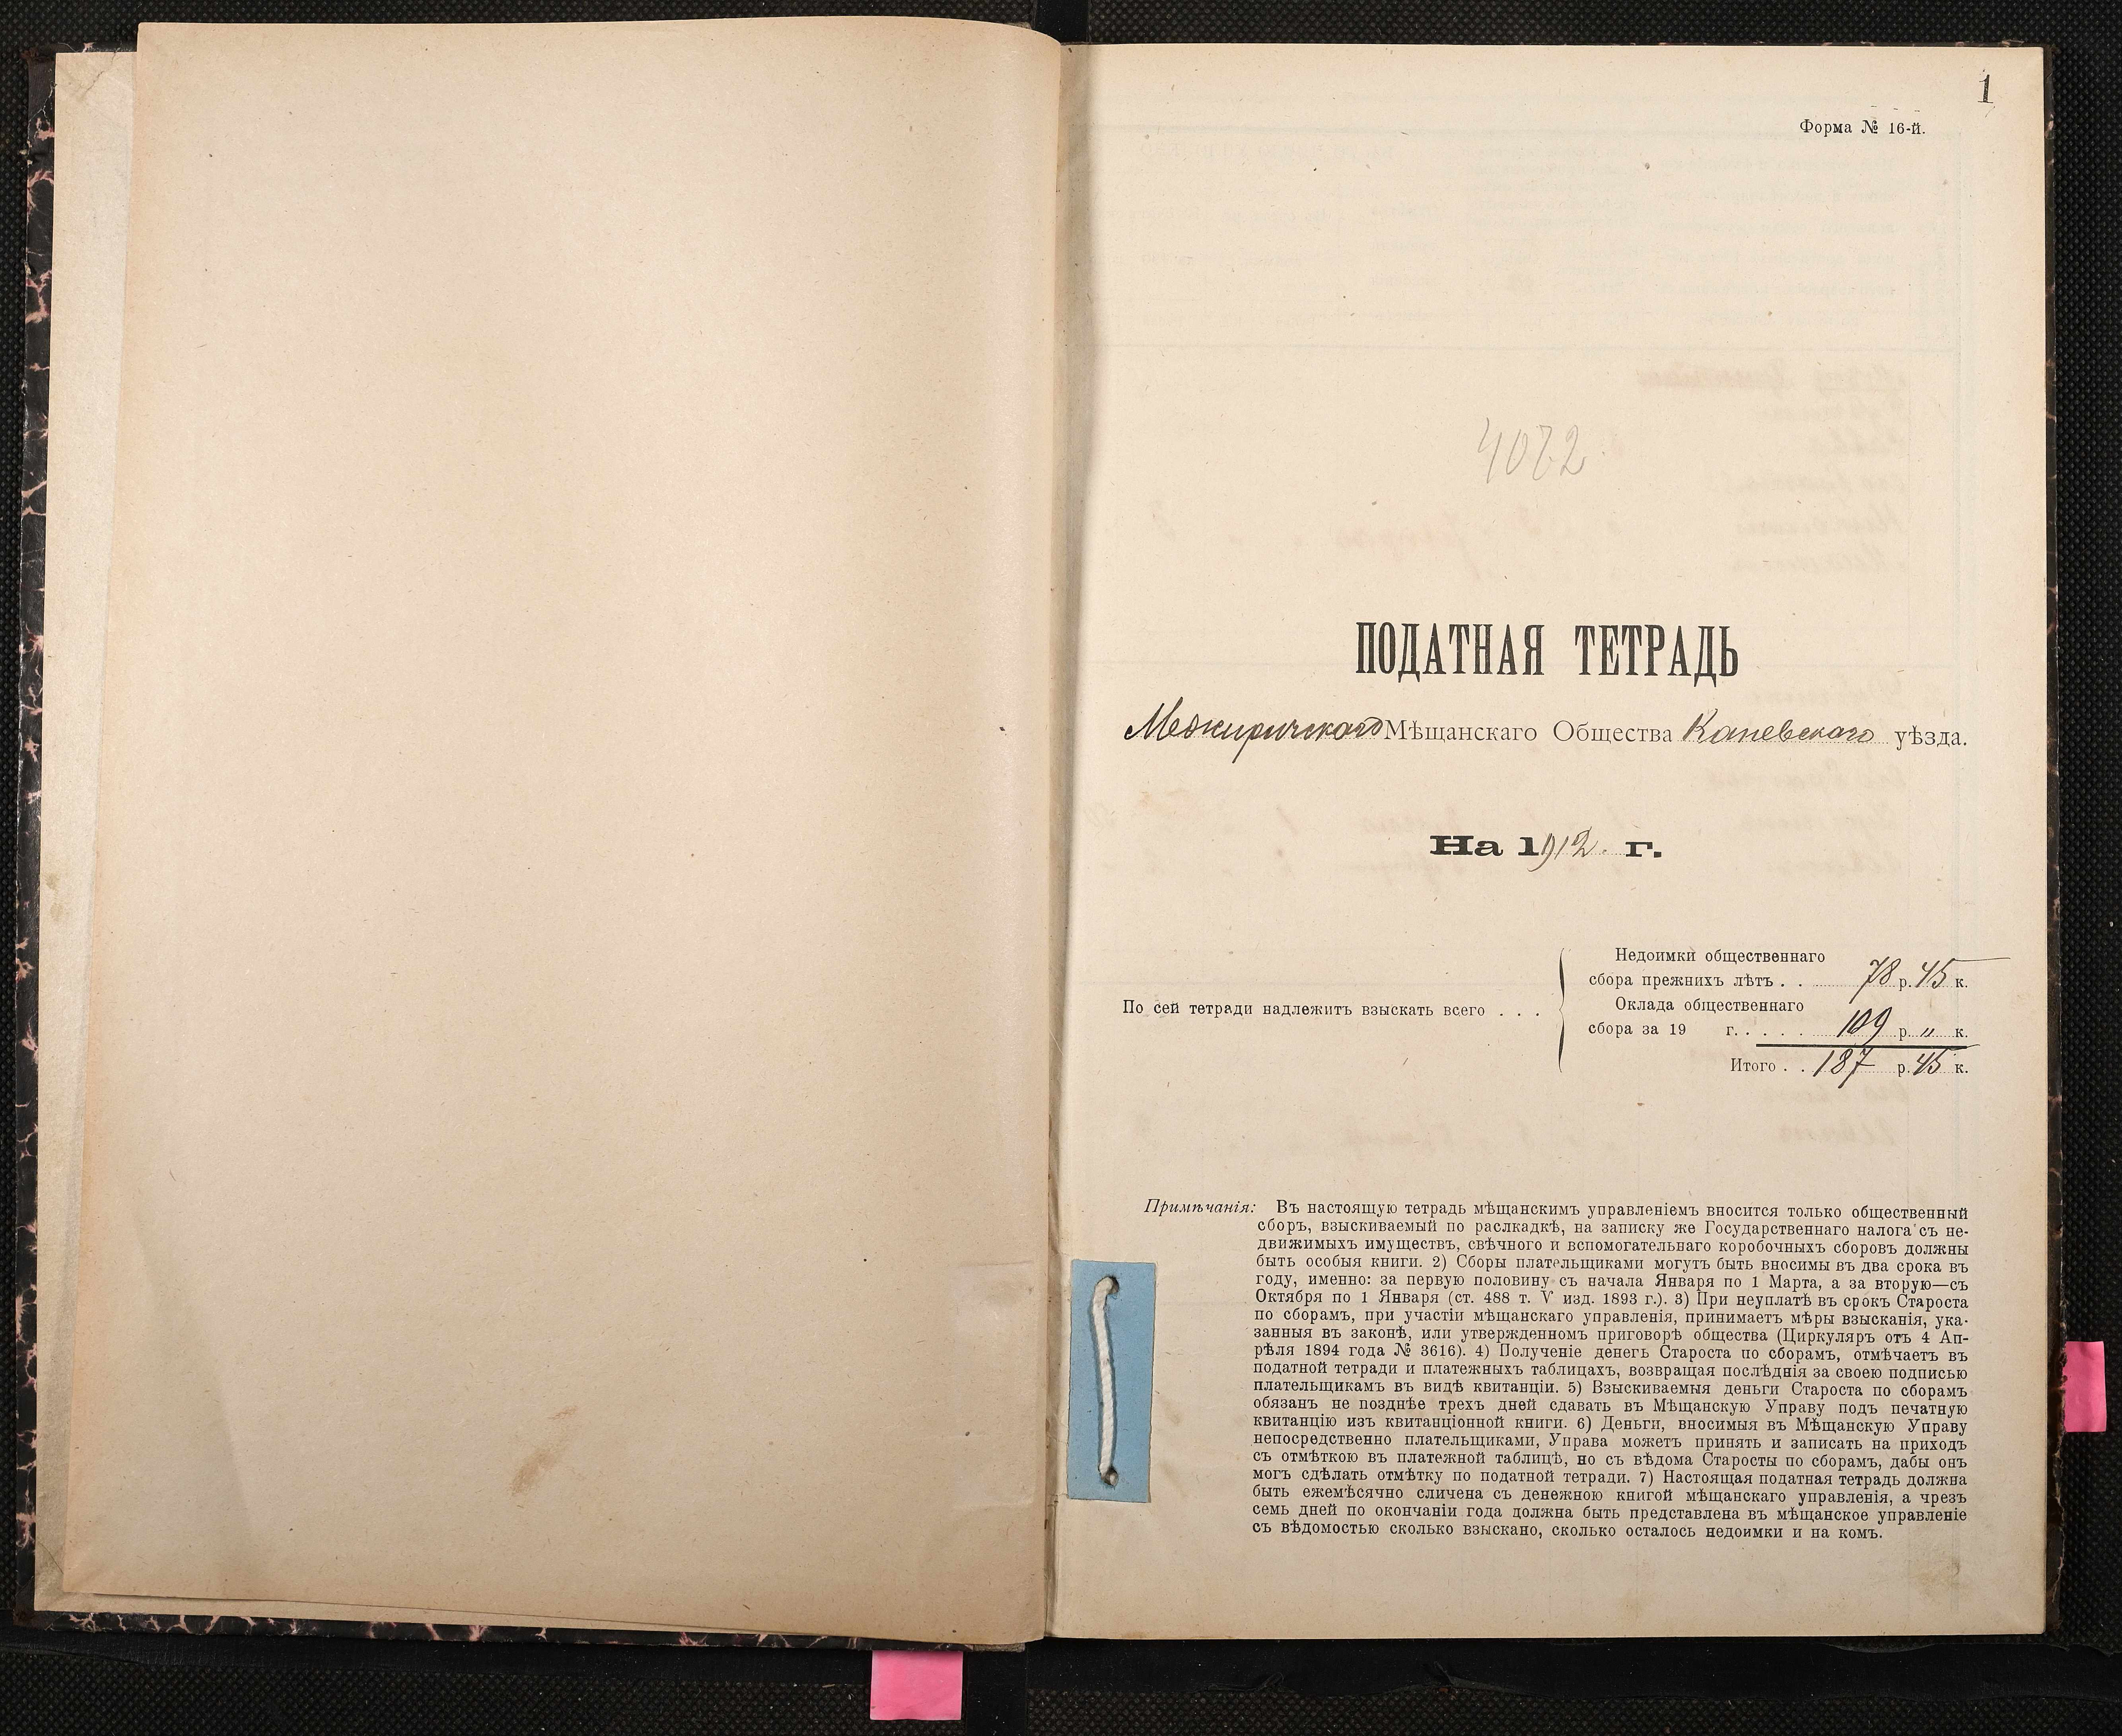 1
Форма № 16-й.
4072
ПОДАТНАЯ ТЕТРАДЬ
Межиричскаго Мѣщанскаго Общества Каневскаго уѣзда.
На 1912 г.
Недоимки общественнаго
сбора прежнихъ лѣтъ . . 78 р. 45 к.
По сей тетради надлежитъ взыскать всего . . .
Оклада общественнаго
сбора за 19 г. . . . . 109 р. „ к.
Итого . . 187 р. 45 к.
Примѣчанія: Въ настоящую тетрадь мѣщанскимъ управленіемъ вносится только общественный
сборъ, взыскиваемый по раслкадкѣ, на записку же Государственнаго налога съ не-
движимыхъ имуществъ, свѣчного и вспомогательнаго коробочныхъ сборовъ должны
быть особыя книги. 2) Сборы плательщиками могутъ быть вносимы въ два срока въ
году, именно: за первую половину съ начала Января по 1 Марта, а за вторую—съ
Октября по 1 Января (ст. 488 т. V изд. 1893 г.). 3) При неуплатѣ въ срокъ Староста
по сборамъ, при участіи мѣщанскаго управленія, принимаетъ мѣры взысканія, ука-
занныя въ законѣ, или утвержденномъ приговорѣ общества (Циркуляръ отъ 4 Ап-
рѣля 1894 года № 3616). 4) Полученіе денегъ Староста по сборамъ, отмѣчаетъ въ
податной тетради и платежныхъ таблицахъ, возвращая послѣднія за своею подписью
плательщикамъ въ видѣ квитанціи. 5) Взыскиваемыя деньги Староста по сборамъ
обязанъ не позднѣе трехъ дней сдавать въ Мѣщанскую Управу подъ печатную
квитанцію изъ квитанціонной книги. 6) Деньги, вносимыя въ Мѣщанскую Управу
непосредственно плательщиками, Управа можетъ принять и записать на приходъ
съ отмѣткою въ платежной таблицѣ, но съ вѣдома Старосты по сборамъ, дабы онъ
могъ сдѣлать отмѣтку по податной тетради. 7) Настоящая податная тетрадь должна
быть ежемѣсячно сличена съ денежною книгой мѣщанскаго управленія, а чрезъ
семь дней по окончаніи года должна быть представлена въ мѣщанское управленіе
съ вѣдомостью сколько взыскано, сколько осталось недоимки и на комъ.